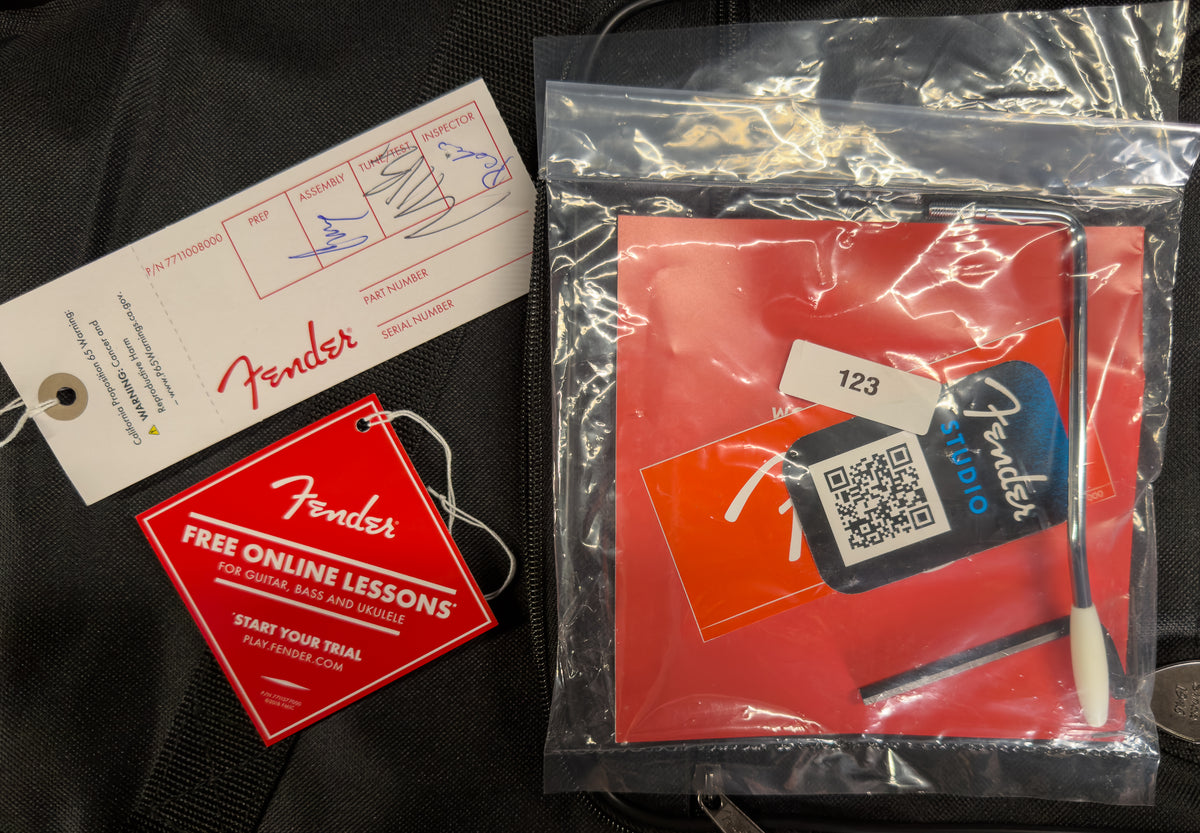 PREP
ASSEMBLY
TUNE/TEST
INSPECTOR
P/N 7711008000
PART NUMBER
SERIAL NUMBER
Fender
California Proposition 65 Warning:
WARNING: Cancer and
Reproductive Harm
– www.P65Warnings.ca.gov.
Fender
FREE ONLINE LESSONS*
FOR GUITAR, BASS AND UKULELE
*START YOUR TRIAL
PLAY.FENDER.COM
123
Fender
STUDIO